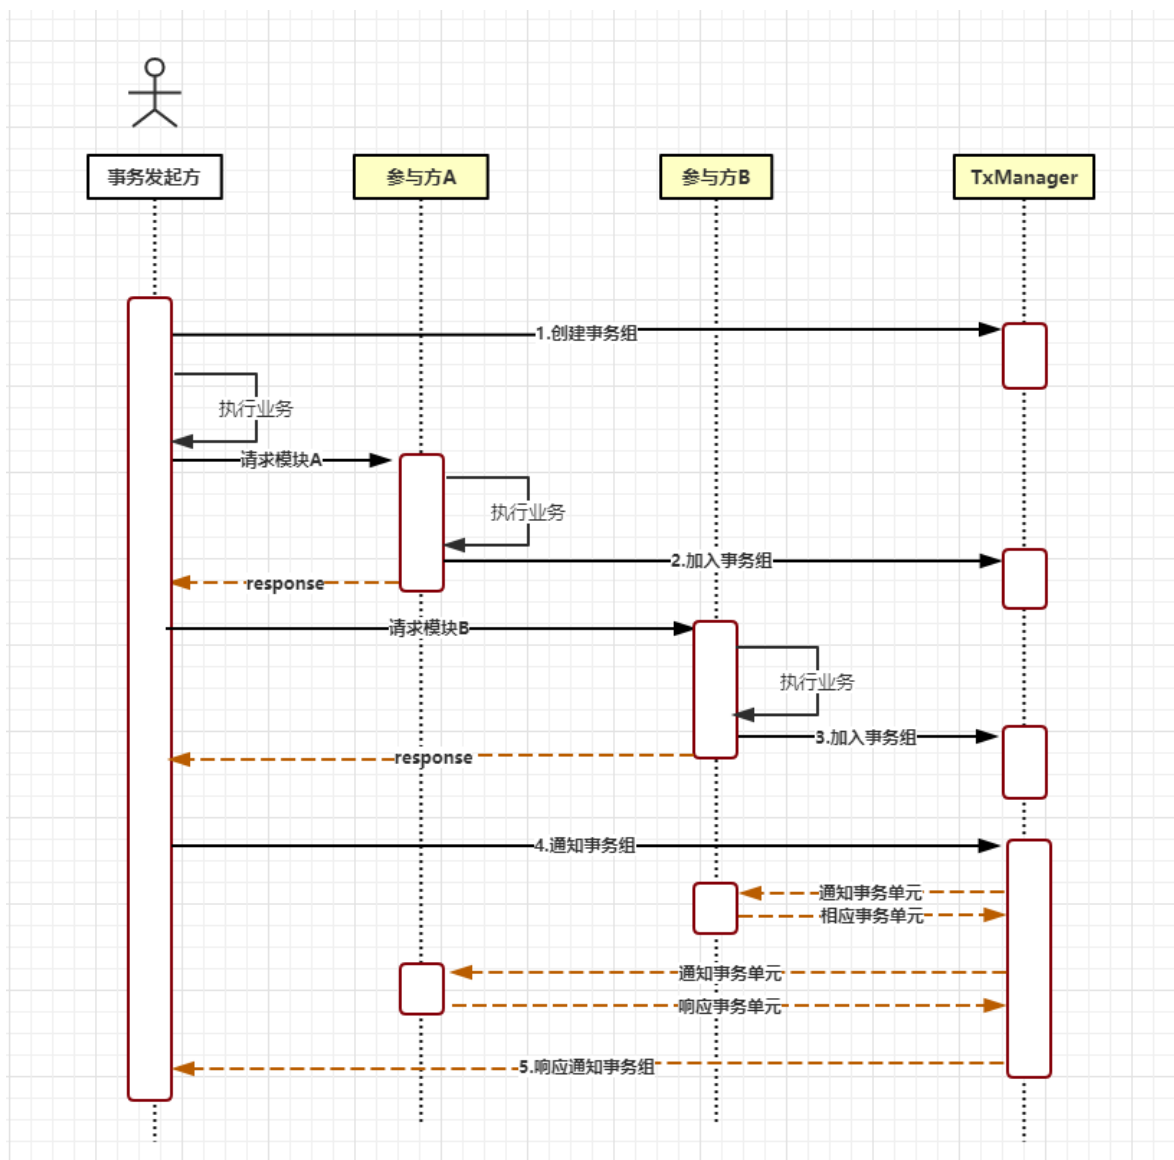 事务发起方
参与方A
参与方B
TxManager
1.创建事务组
执行业务
请求模块A
执行业务
2.加入事务组
response
请求模块B
执行业务
3.加入事务组
response
4.通知事务组
通知事务单元
相应事务单元
通知事务单元
响应事务单元
5.响应通知事务组